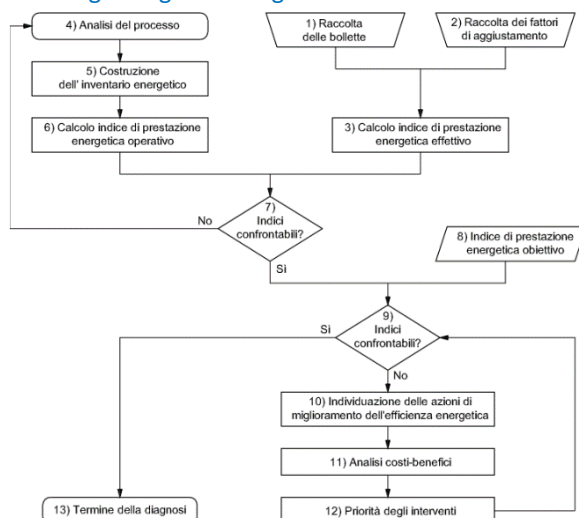 4) Analisi del processo
1) Raccolta
delle bollette
2) Raccolta dei fattori
di aggiustamento
5) Costruzione
dell' inventario energetico
6) Calcolo indice di prestazione
energetica operativo
3) Calcolo indice di prestazione
energetica effettivo
7)
Indici
confrontabili?
No
Sì
8) Indice di prestazione
energetica obiettivo
9)
Indici
confrontabili?
Sì
No
10) Individuazione delle azioni di
miglioramento dell'efficienza energetica
11) Analisi costi-benefici
12) Priorità degli interventi
13) Termine della diagnosi